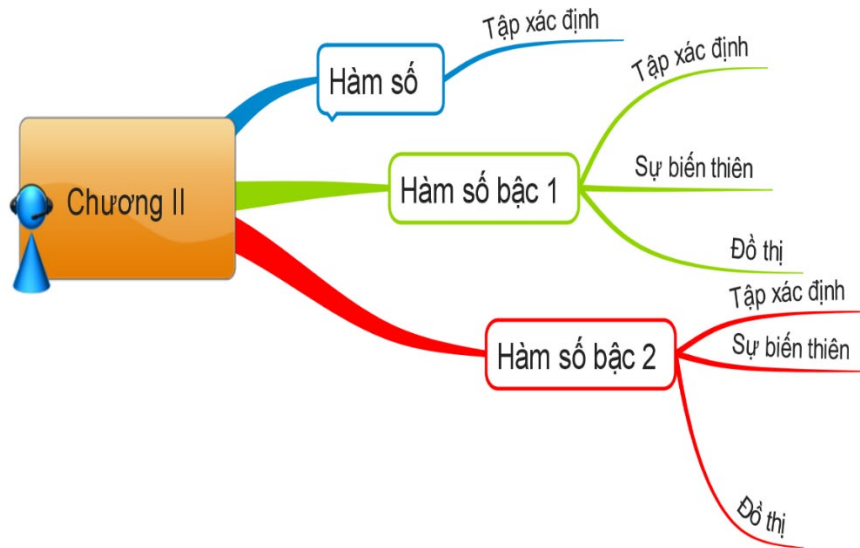 Chương II
Hàm số
Tập xác định
Hàm số bậc 1
Tập xác định
Sự biến thiên
Đồ thị
Hàm số bậc 2
Tập xác định
Sự biến thiên
Đồ thị